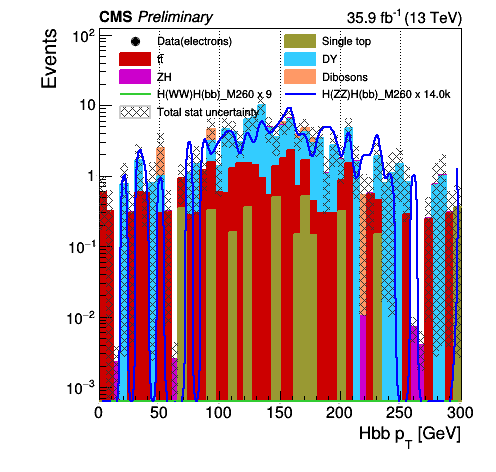 CMS Preliminary 35.9 fb⁻¹ (13 TeV)
Events
Data(electrons) Single top
tt̄ DY
ZH Dibosons
H(WW)H(bb)_M260 x 9 H(ZZ)H(bb)_M260 x 14.0k
Total stat uncertainty
10²
10
1
10⁻¹
10⁻²
10⁻³
0 50 100 150 200 250 300
Hbb p_T [GeV]